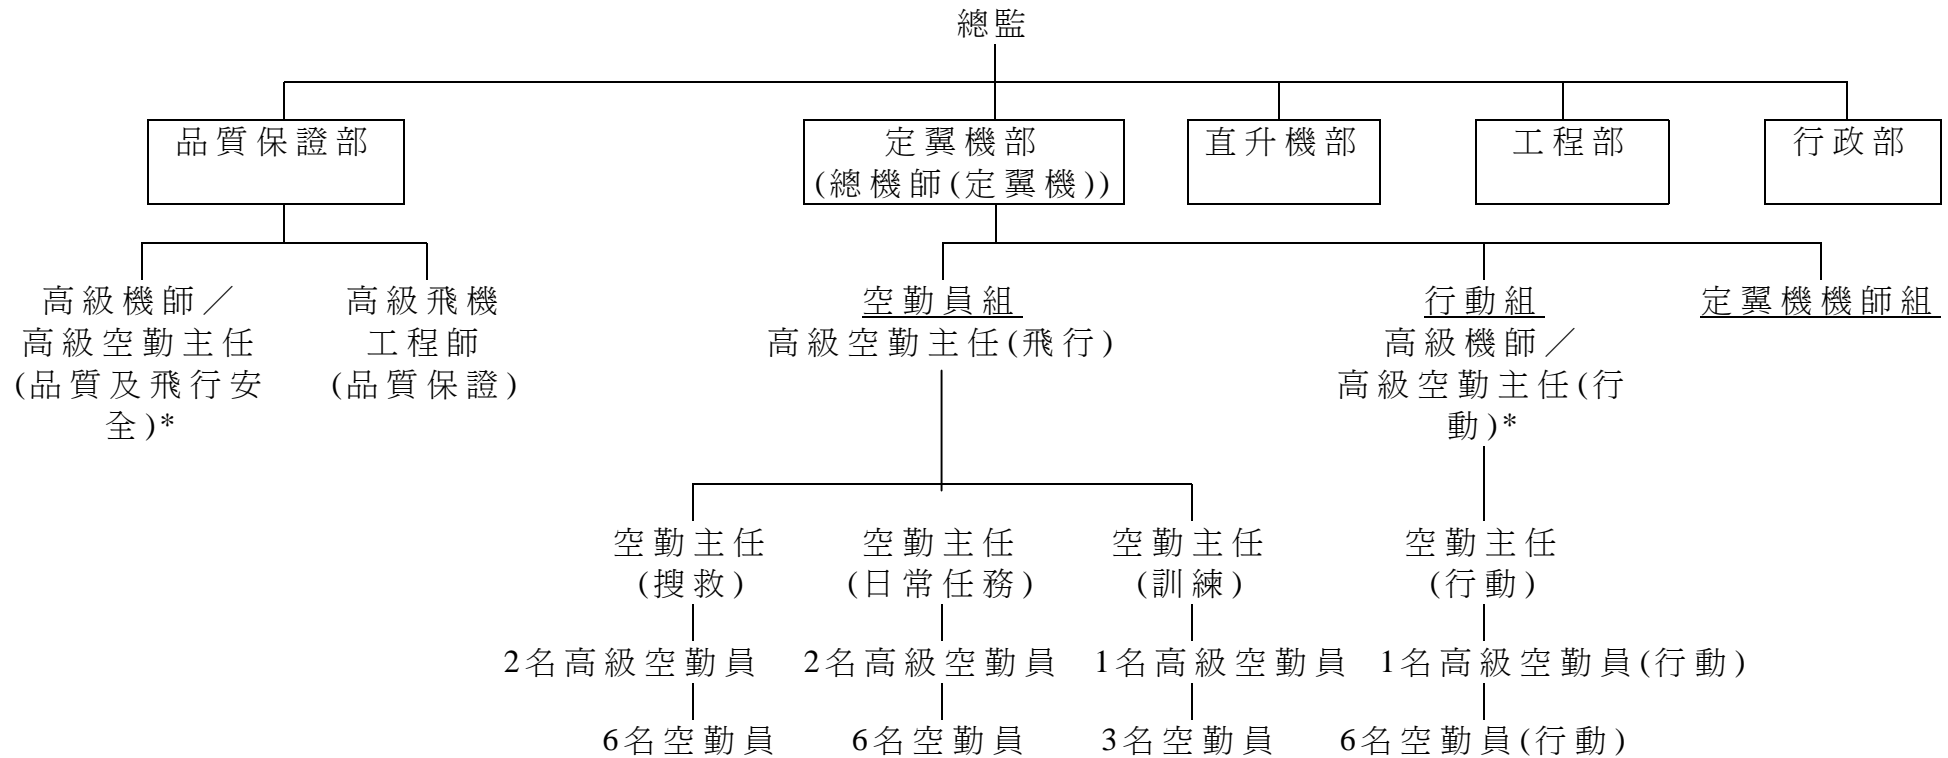 總監
品質保證部
定翼機部
(總機師(定翼機))
直升機部
工程部
行政部
高級機師／
高級空勤主任
(品質及飛行安
全)*
高級飛機
工程師
(品質保證)
空勤員組
高級空勤主任(飛行)
行動組
高級機師／
高級空勤主任(行
動)*
定翼機機師組
空勤主任
(搜救)
2名高級空勤員
6名空勤員
空勤主任
(日常任務)
2名高級空勤員
6名空勤員
空勤主任
(訓練)
1名高級空勤員
3名空勤員
空勤主任
(行動)
1名高級空勤員(行動)
6名空勤員(行動)